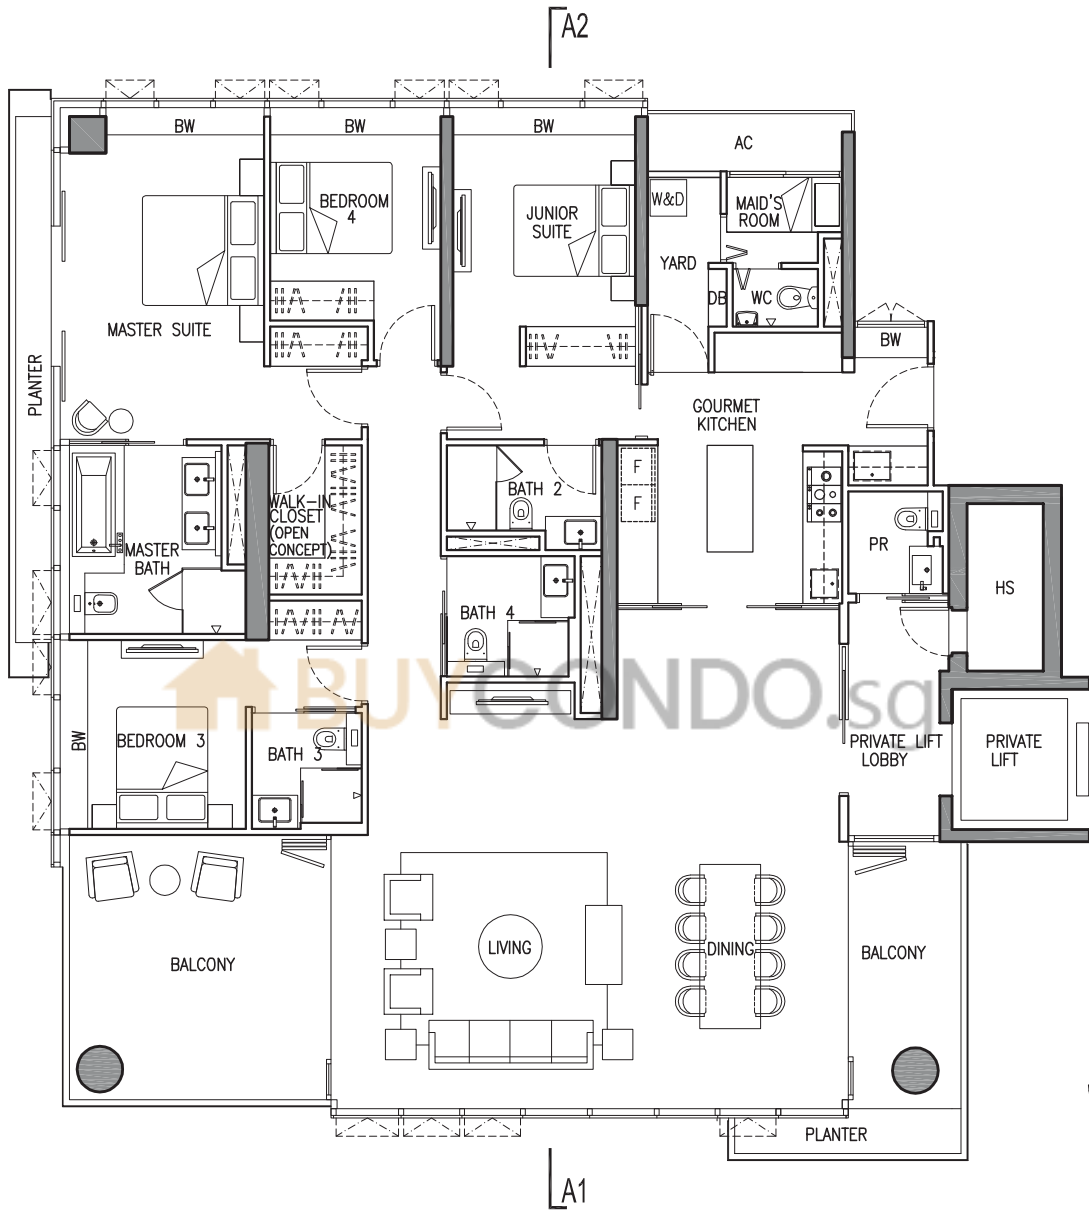 A2
BW
BW
BW
AC
BEDROOM
4
JUNIOR
SUITE
W&D
MAID'S
ROOM
YARD
DB
WC
MASTER SUITE
BW
PLANTER
GOURMET
KITCHEN
F
F
BATH 2
WALK-IN
CLOSET
(OPEN
CONCEPT)
MASTER
BATH
PR
HS
BATH 4
BUYCONDO.sg
BW
BEDROOM 3
BATH 3
PRIVATE LIFT
LOBBY
PRIVATE
LIFT
BALCONY
LIVING
DINING
BALCONY
PLANTER
A1